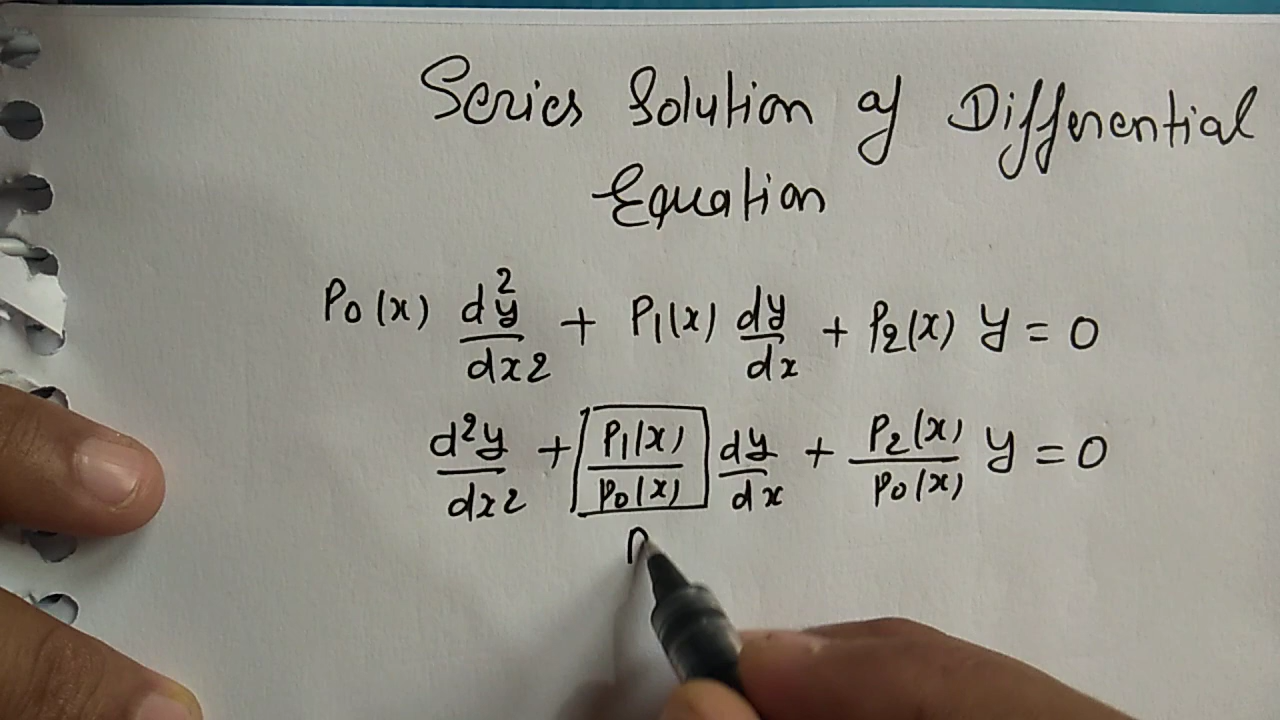 Series Solution of Differential
Equation
P₀(x) d²y/dx² + P₁(x) dy/dx + P₂(x) y = 0
d²y/dx² + P₁(x)/P₀(x) dy/dx + P₂(x)/P₀(x) y = 0